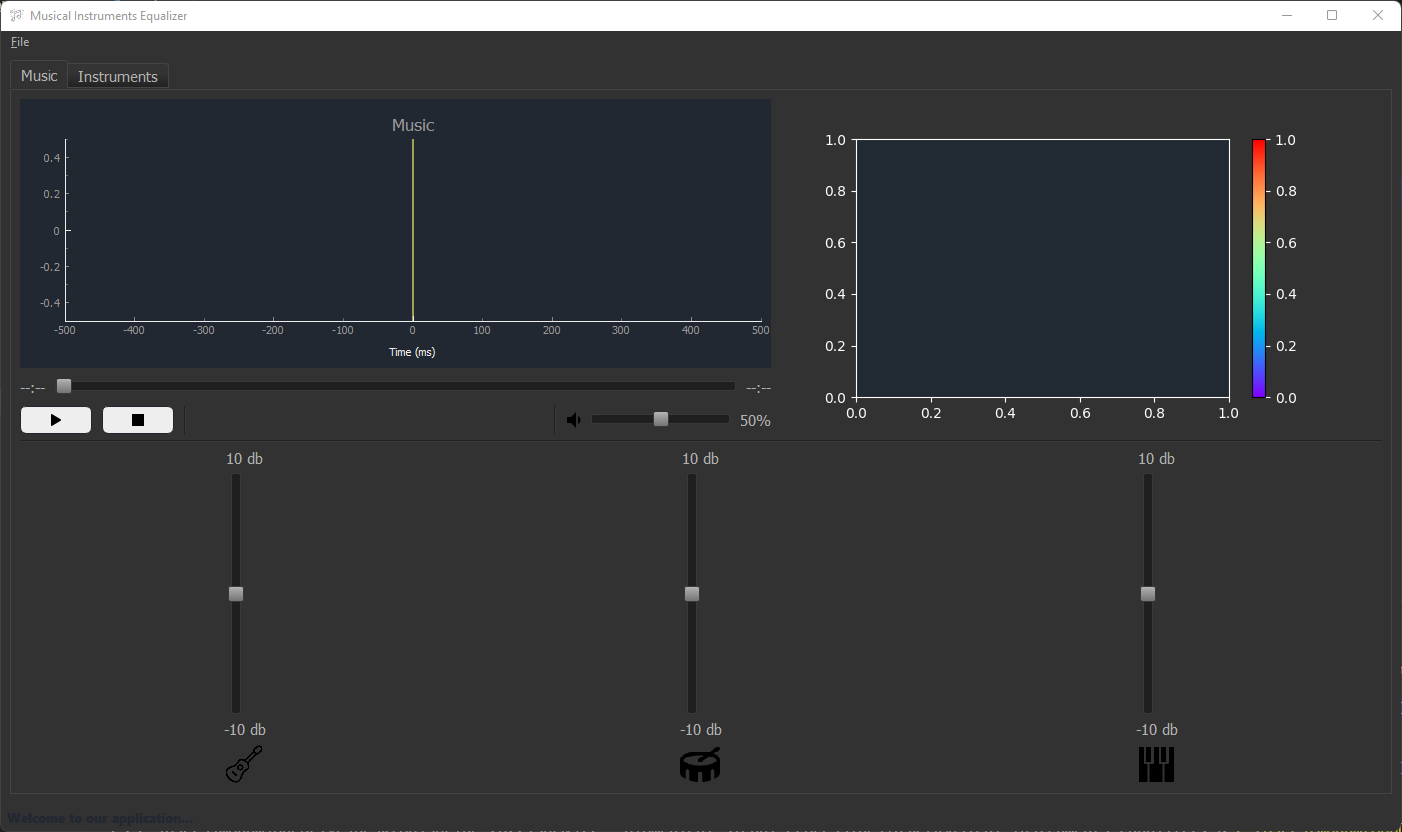 Musical Instruments Equalizer
File
Music Instruments
Music
0.4
0.2
0
-0.2
-0.4
-500 -400 -300 -200 -100 0 100 200 300 400 500
Time (ms)
1.0
0.8
0.6
0.4
0.2
0.0
0.0 0.2 0.4 0.6 0.8 1.0
1.0
0.8
0.6
0.4
0.2
0.0
--:-- --:--
50%
10 db 10 db 10 db
-10 db -10 db -10 db
Welcome to our application...